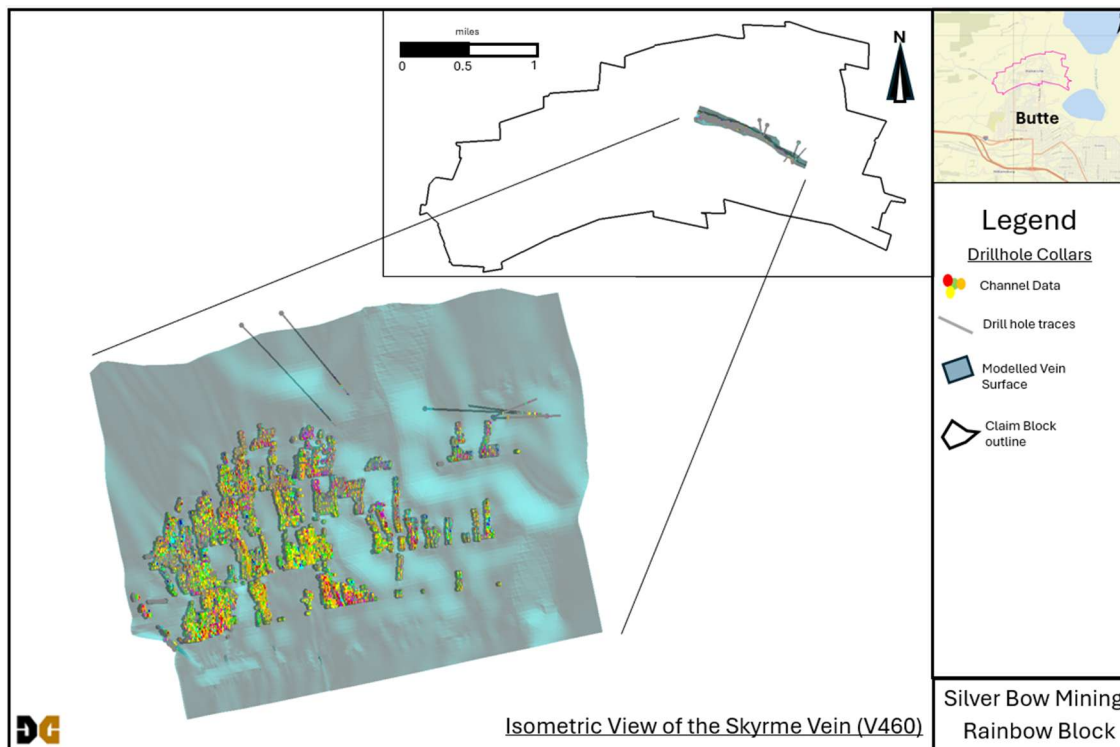 miles
0
0.5
1
N
Butte
Legend
Drillhole Collars
Channel Data
Drill hole traces
Modelled Vein
Surface
Claim Block
outline
Isometric View of the Skyrme Vein (V460)
Silver Bow Mining
Rainbow Block
DG